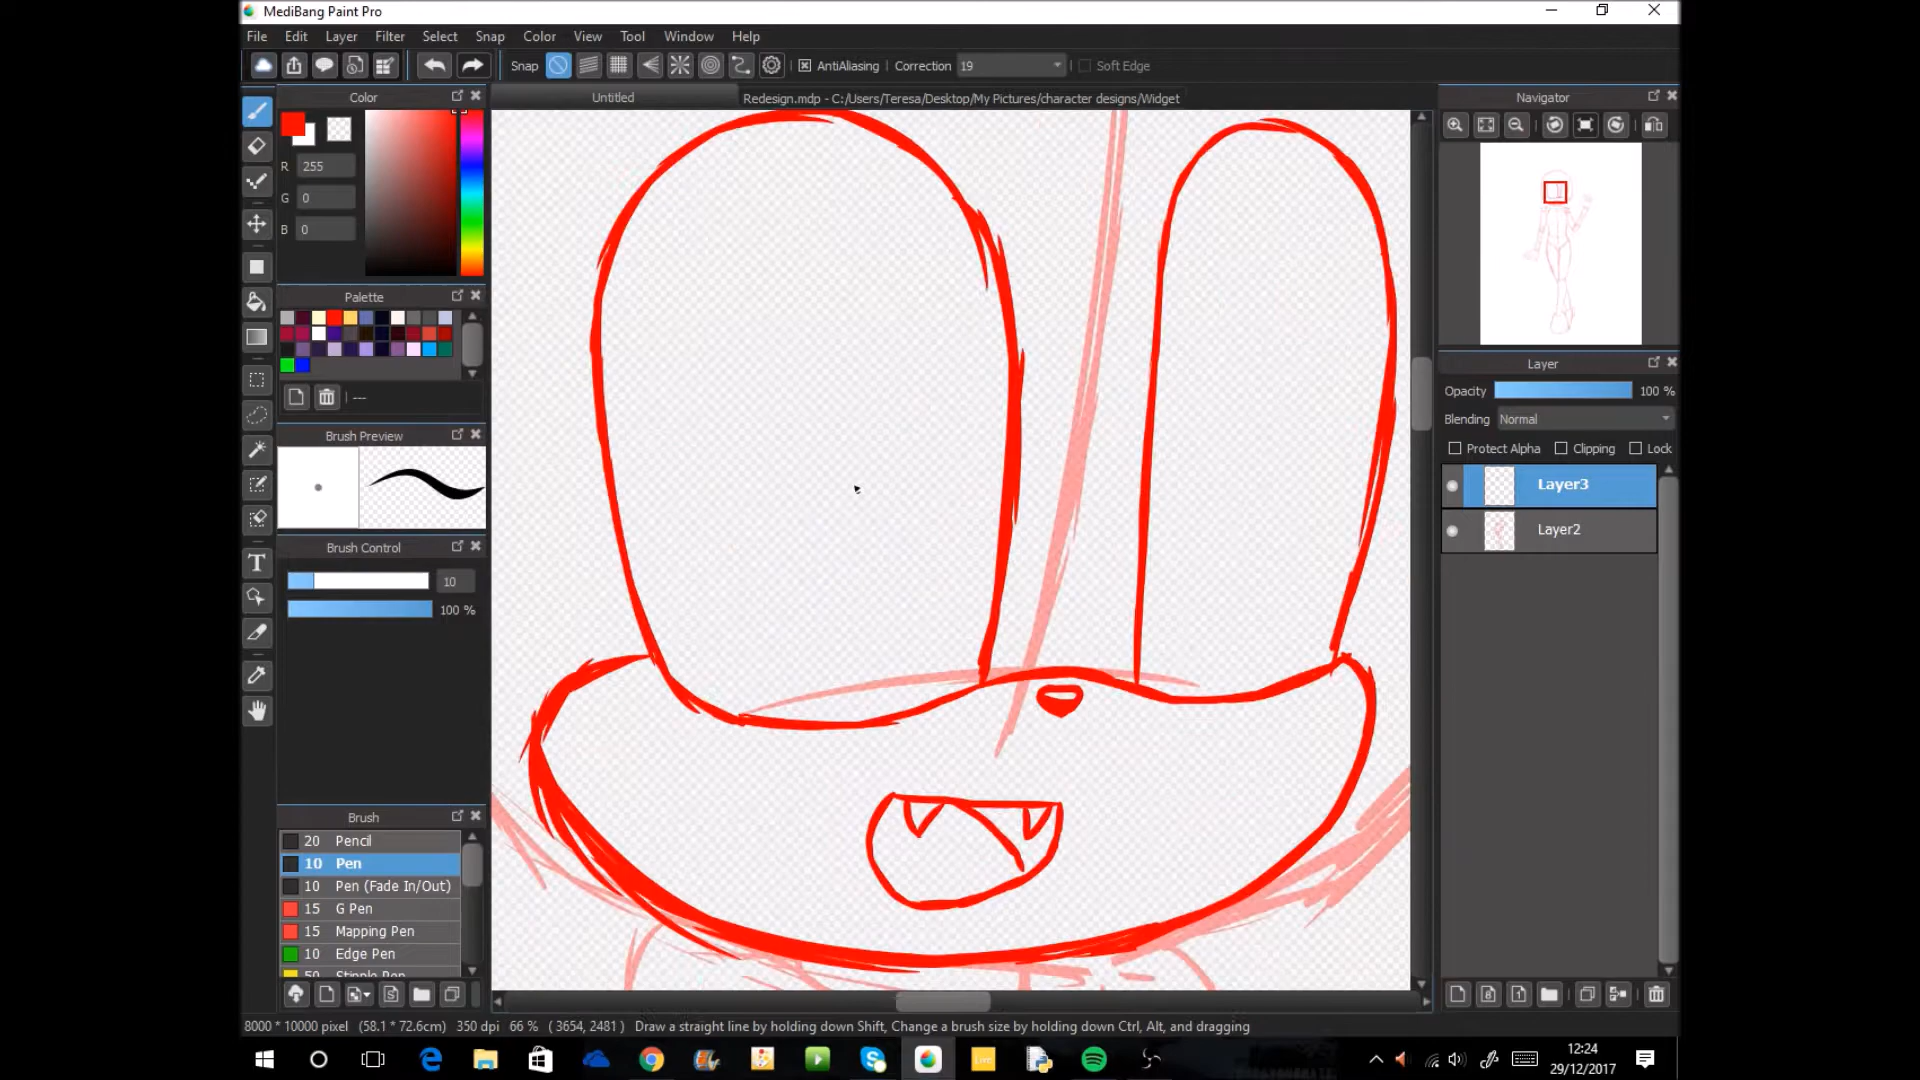 MediBang Paint Pro
File Edit Layer Filter Select Snap Color View Tool Window Help
Snap AntiAliasing Correction 19 Soft Edge
Color
Untitled
Redesign.mdp - C:/Users/Teresa/Desktop/My Pictures/character designs/Widget
Navigator
R 255
G 0
B 0
Palette
---
Brush Preview
Brush Control
10
100 %
Brush
20 Pencil
10 Pen
10 Pen (Fade In/Out)
15 G Pen
15 Mapping Pen
10 Edge Pen
50 Stipple Pen
Layer
Opacity 100 %
Blending Normal
Protect Alpha Clipping Lock
Layer3
Layer2
8000 * 10000 pixel (58.1 * 72.6cm) 350 dpi 66 % ( 3654, 2481 ) Draw a straight line by holding down Shift, Change a brush size by holding down Ctrl, Alt, and dragging
12:24
29/12/2017